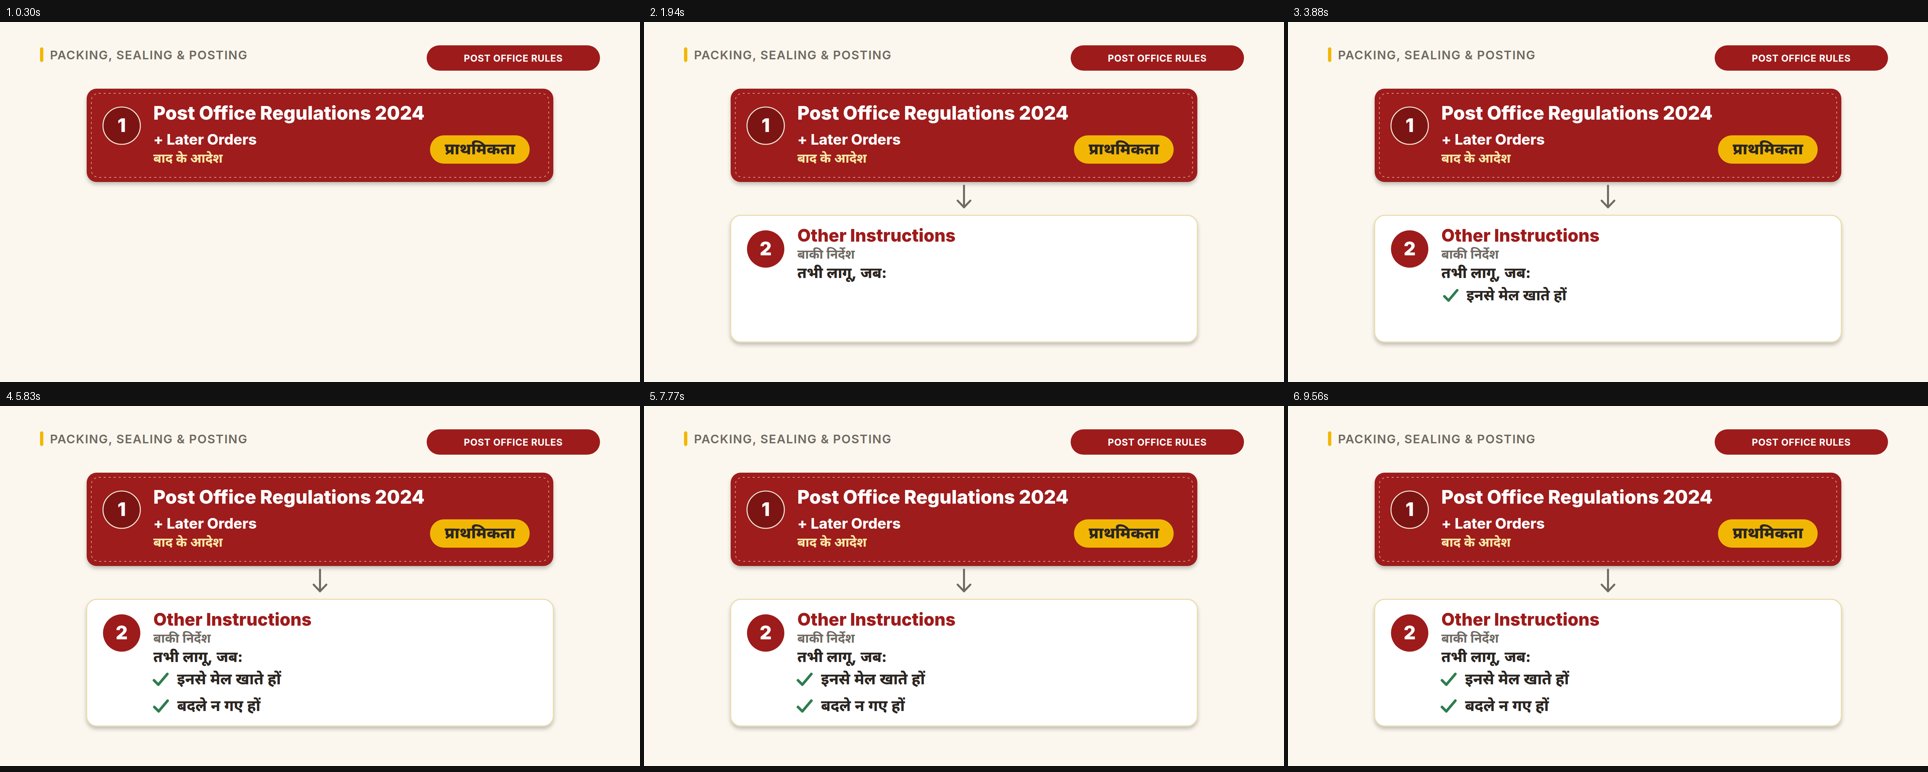 1. 0.30s
PACKING, SEALING & POSTING
POST OFFICE RULES
1
Post Office Regulations 2024
+ Later Orders
बाद के आदेश
प्राथमिकता
2. 1.94s
PACKING, SEALING & POSTING
POST OFFICE RULES
1
Post Office Regulations 2024
+ Later Orders
बाद के आदेश
प्राथमिकता
2
Other Instructions
बाकी निर्देश
तभी लागू, जब:
3. 3.88s
PACKING, SEALING & POSTING
POST OFFICE RULES
1
Post Office Regulations 2024
+ Later Orders
बाद के आदेश
प्राथमिकता
2
Other Instructions
बाकी निर्देश
तभी लागू, जब:
इनसे मेल खाते हों
4. 5.83s
PACKING, SEALING & POSTING
POST OFFICE RULES
1
Post Office Regulations 2024
+ Later Orders
बाद के आदेश
प्राथमिकता
2
Other Instructions
बाकी निर्देश
तभी लागू, जब:
इनसे मेल खाते हों
बदले न गए हों
5. 7.77s
PACKING, SEALING & POSTING
POST OFFICE RULES
1
Post Office Regulations 2024
+ Later Orders
बाद के आदेश
प्राथमिकता
2
Other Instructions
बाकी निर्देश
तभी लागू, जब:
इनसे मेल खाते हों
बदले न गए हों
6. 9.56s
PACKING, SEALING & POSTING
POST OFFICE RULES
1
Post Office Regulations 2024
+ Later Orders
बाद के आदेश
प्राथमिकता
2
Other Instructions
बाकी निर्देश
तभी लागू, जब:
इनसे मेल खाते हों
बदले न गए हों